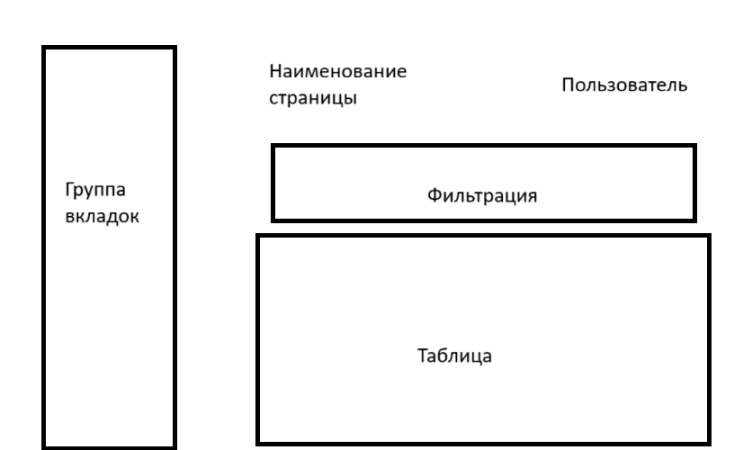 Наименование
страницы
Пользователь
Группа
вкладок
Фильтрация
Таблица